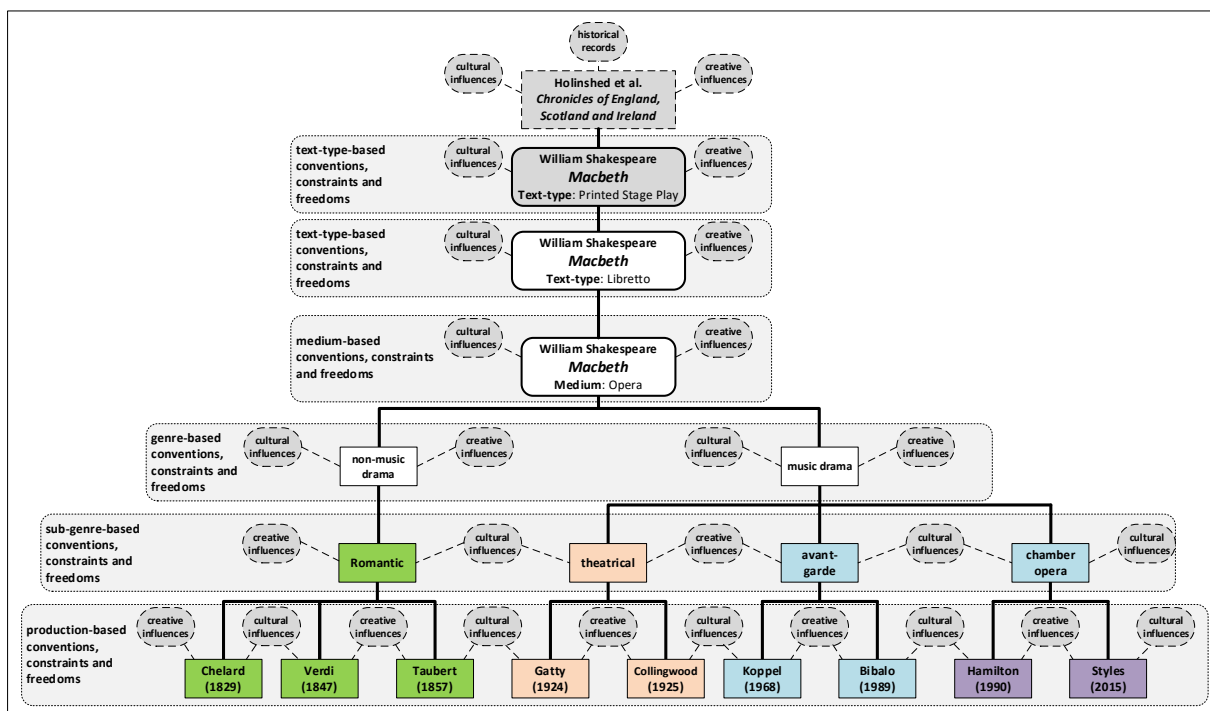 historical
records
cultural
influences
creative
influences
Holinshed et al.
Chronicles of England,
Scotland and Ireland
text-type-based
conventions,
constraints and
freedoms
cultural
influences
William Shakespeare
Macbeth
Text-type: Printed Stage Play
creative
influences
text-type-based
conventions,
constraints and
freedoms
cultural
influences
William Shakespeare
Macbeth
Text-type: Libretto
creative
influences
medium-based
conventions, constraints
and freedoms
cultural
influences
William Shakespeare
Macbeth
Medium: Opera
creative
influences
genre-based
conventions,
constraints and
freedoms
cultural
influences
non-music
drama
creative
influences
cultural
influences
music drama
creative
influences
sub-genre-based
conventions,
constraints and
freedoms
creative
influences
Romantic
cultural
influences
theatrical
creative
influences
avant-
garde
cultural
influences
chamber
opera
cultural
influences
production-based
conventions,
constraints and
freedoms
creative
influences
cultural
influences
creative
influences
cultural
influences
creative
influences
cultural
influences
creative
influences
cultural
influences
creative
influences
cultural
influences
Chelard
(1829)
Verdi
(1847)
Taubert
(1857)
Gatty
(1924)
Collingwood
(1925)
Koppel
(1968)
Bibalo
(1989)
Hamilton
(1990)
Styles
(2015)